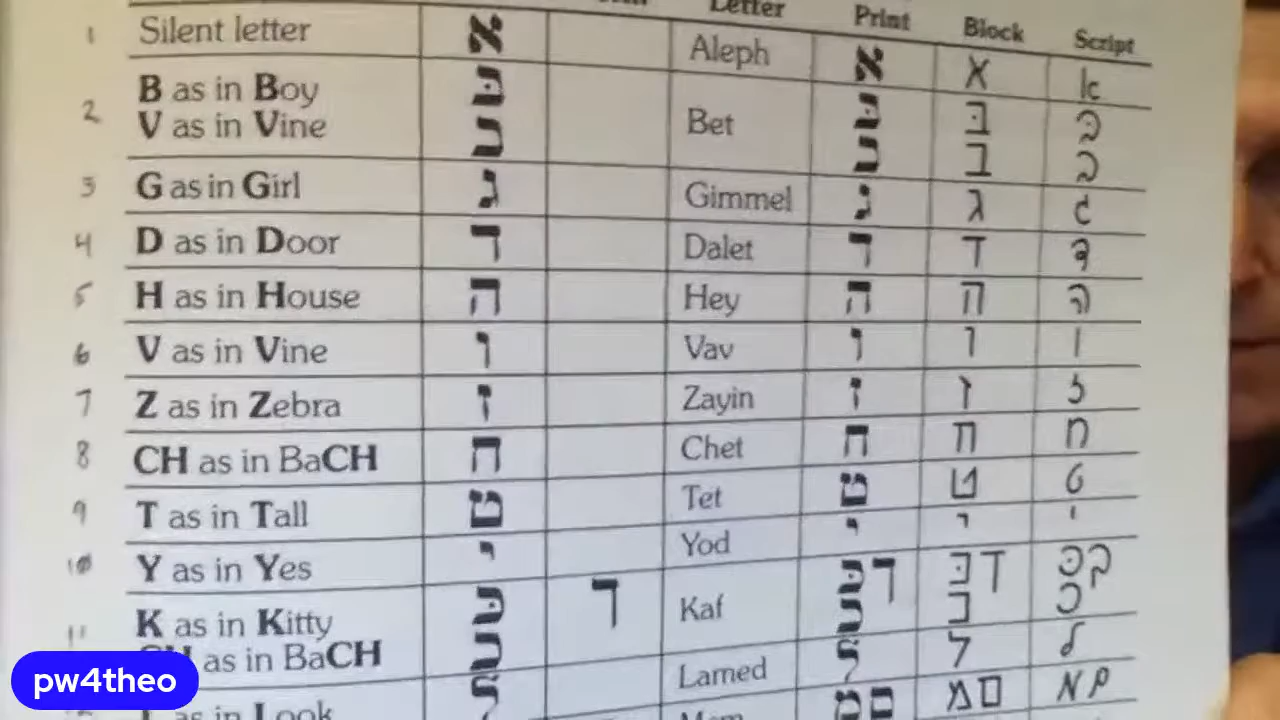 Letter Print Block Script
1 Silent letter א Aleph א א א
2 B as in Boy בּ Bet בּ בּ בּ
V as in Vine ב ב ב ב
3 G as in Girl ג Gimmel ג ג ג
4 D as in Door ד Dalet ד ד ד
5 H as in House ה Hey ה ה ה
6 V as in Vine ו Vav ו ו ו
7 Z as in Zebra ז Zayin ז ז ז
8 CH as in BaCH ח Chet ח ח ח
9 T as in Tall ט Tet ט ט ט
10 Y as in Yes י Yod י י י
11 K as in Kitty כּ ך Kaf כּ ך כּ ך כּ ך
as in BaCH כ כ כ כ
ל Lamed ל ל ל
as in Look Mem מ ם מ ם מ ם
pw4theo